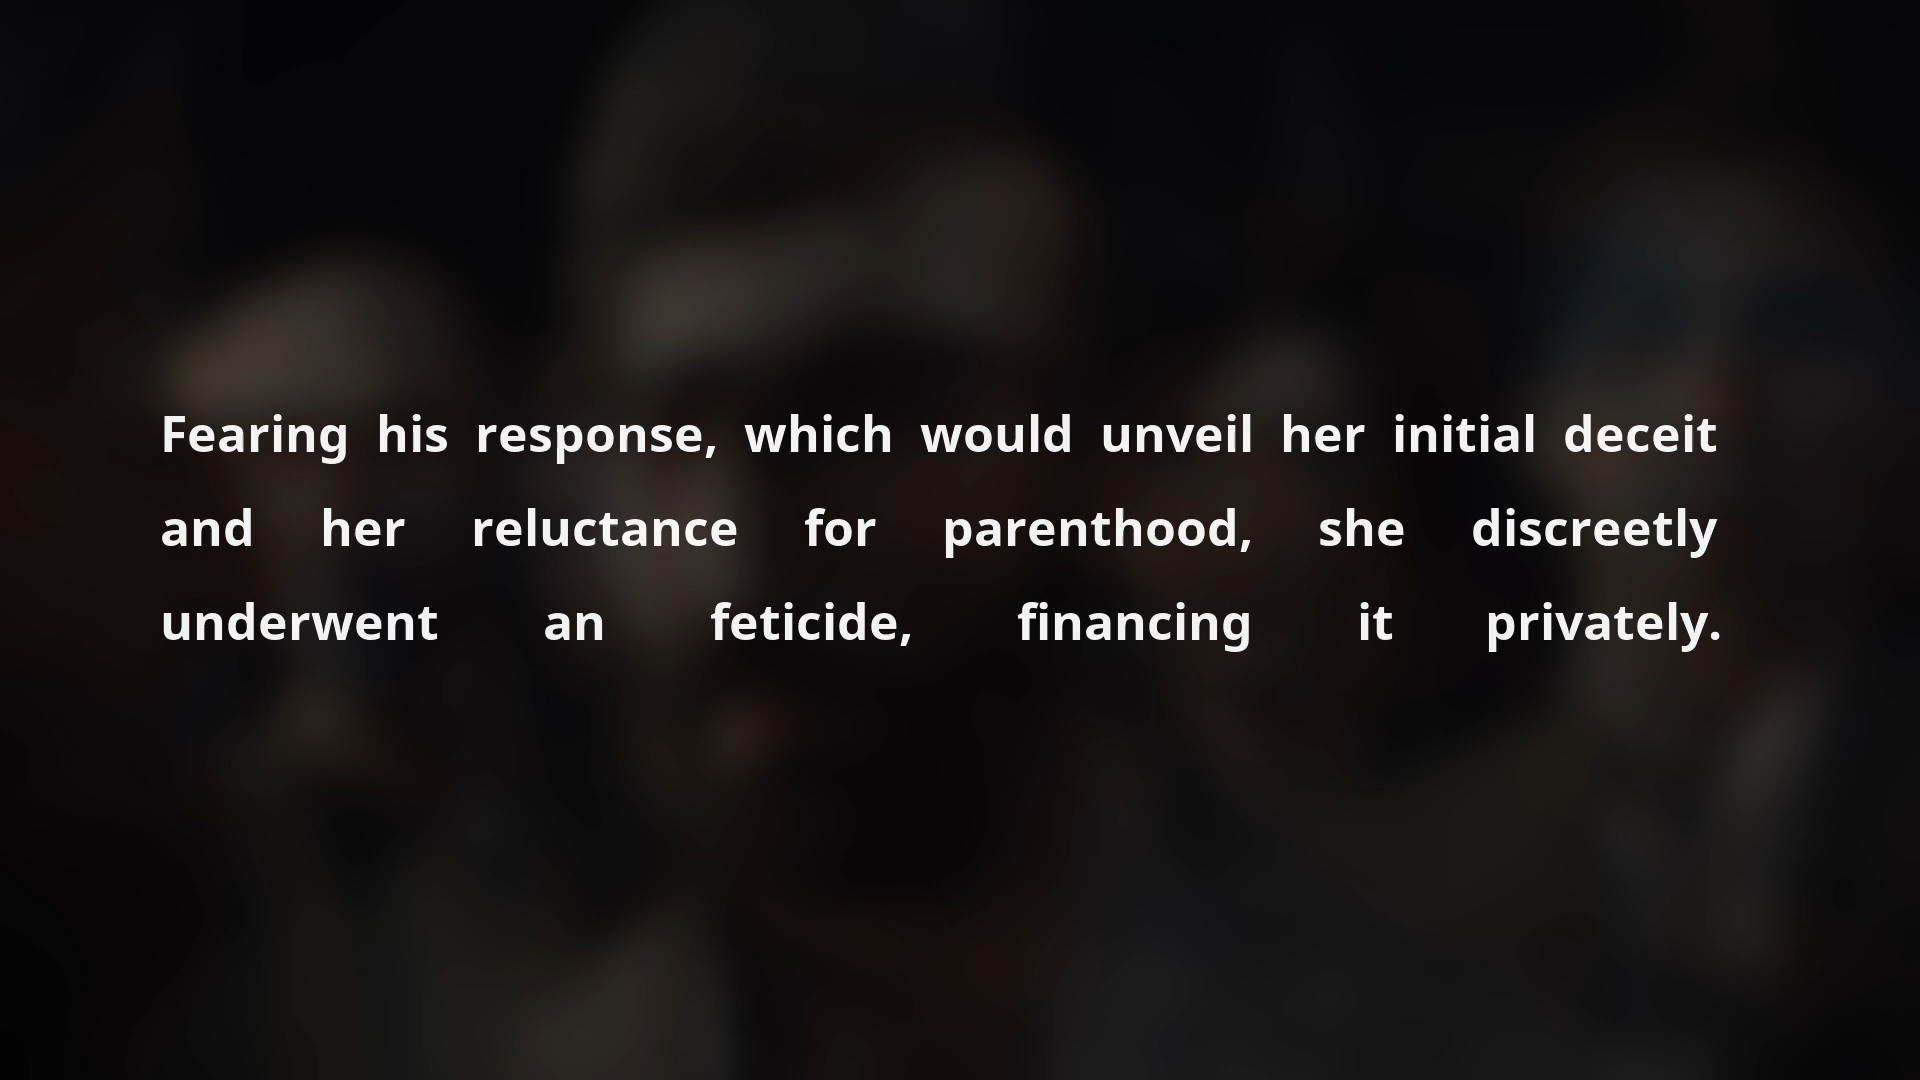 Fearing his response, which would unveil her initial deceit
and her reluctance for parenthood, she discreetly
underwent an feticide, financing it privately.